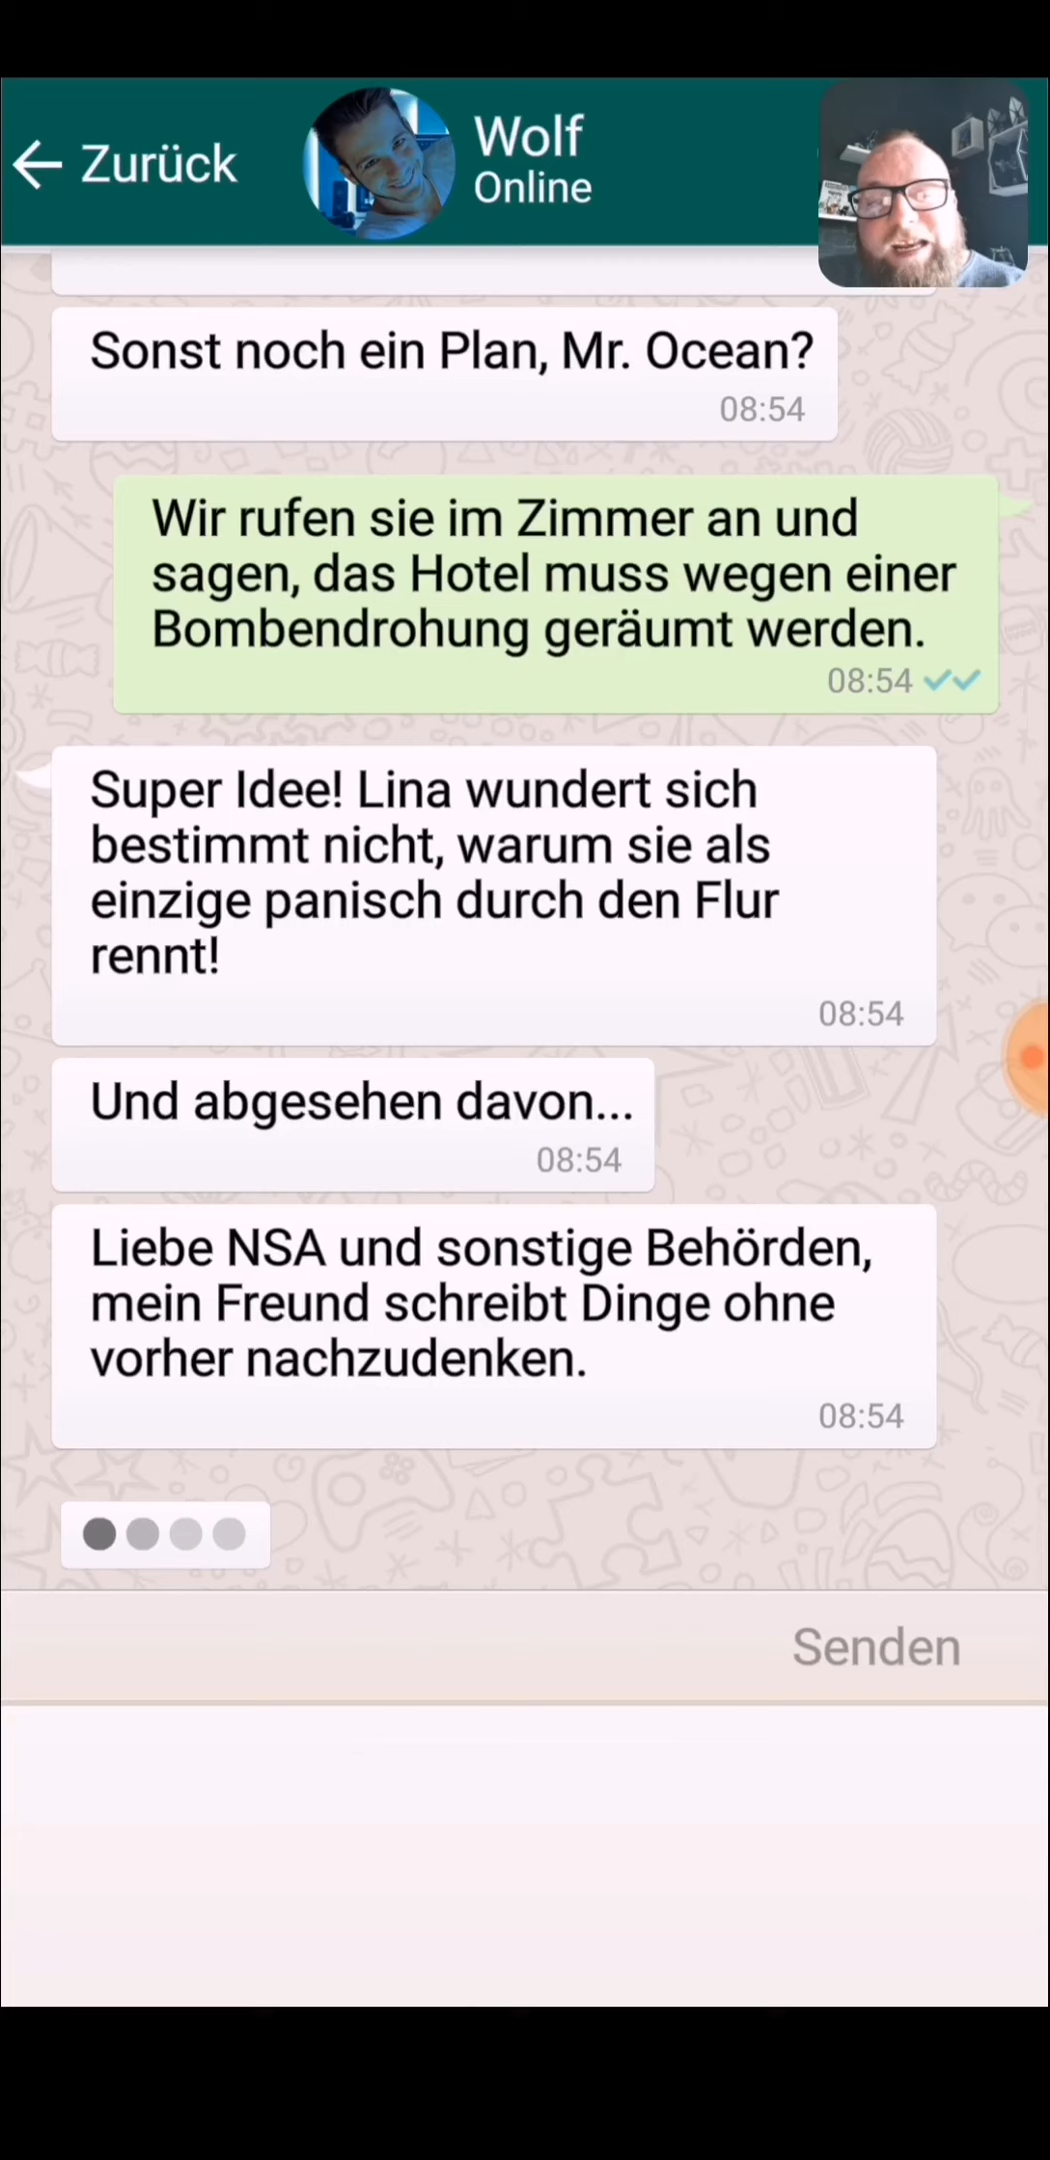 Zurück
Wolf
Online
Sonst noch ein Plan, Mr. Ocean?
08:54
Wir rufen sie im Zimmer an und
sagen, das Hotel muss wegen einer
Bombendrohung geräumt werden.
08:54
Super Idee! Lina wundert sich
bestimmt nicht, warum sie als
einzige panisch durch den Flur
rennt!
08:54
Und abgesehen davon...
08:54
Liebe NSA und sonstige Behörden,
mein Freund schreibt Dinge ohne
vorher nachzudenken.
08:54
Senden